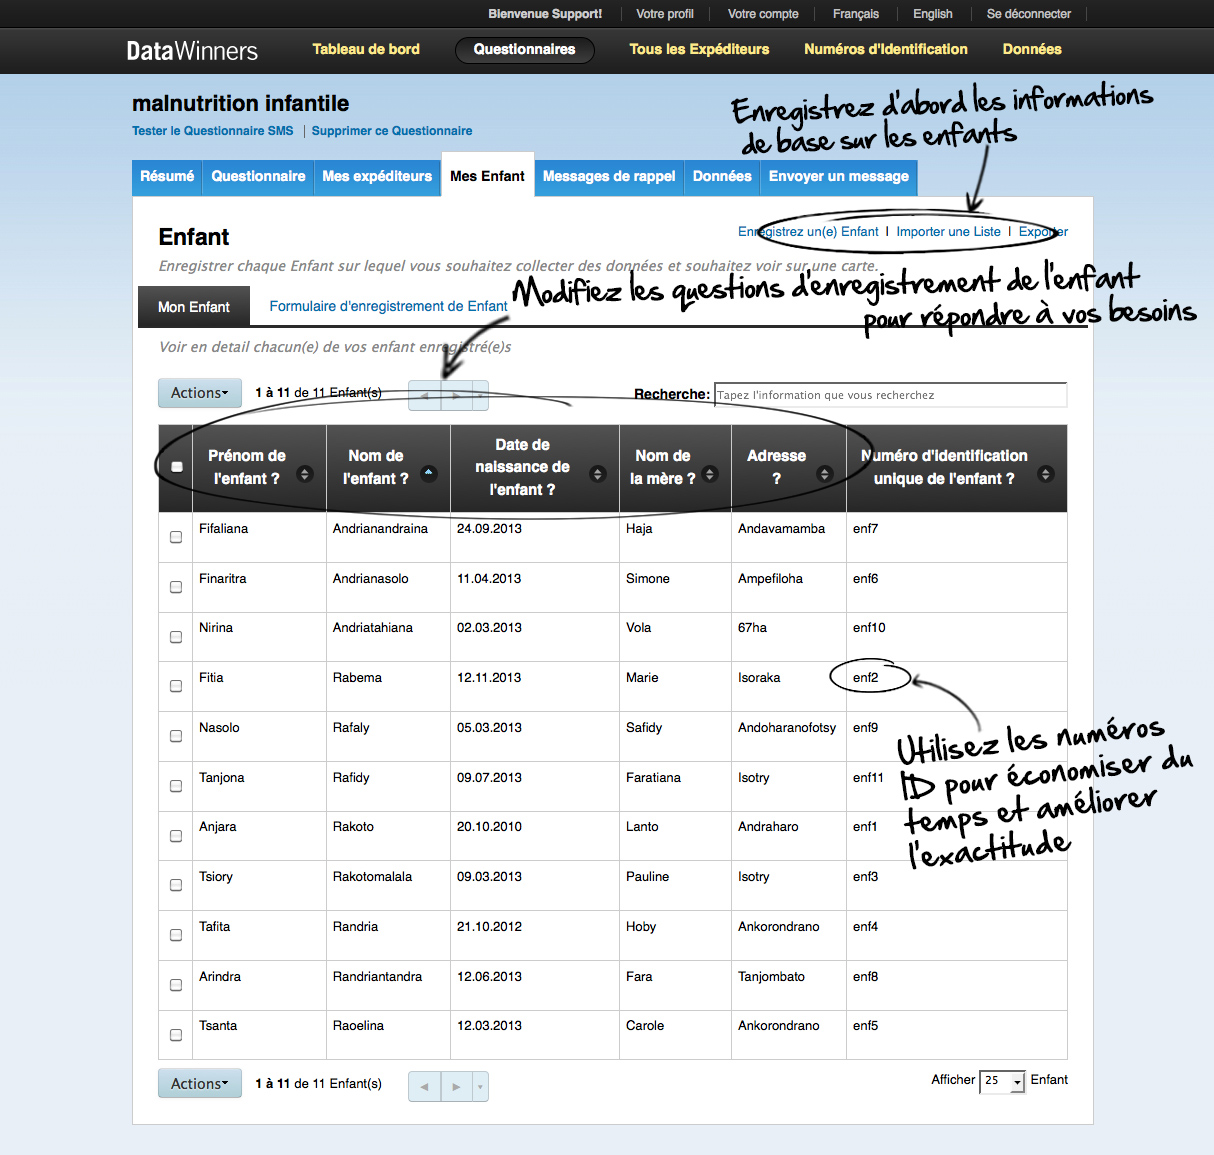 Bienvenue Support! | Votre profil | Votre compte | Français | English | Se déconnecter |
DataWinners Tableau de bord Questionnaires Tous les Expéditeurs Numéros d'Identification Données
malnutrition infantile
Tester le Questionnaire SMS | Supprimer ce Questionnaire
Enregistrez d'abord les informations
de base sur les enfants
Résumé Questionnaire Mes expéditeurs Mes Enfant Messages de rappel Données Envoyer un message
Enfant
Enregistrez un(e) Enfant | Importer une Liste | Exporter
Enregistrer chaque Enfant sur lequel vous souhaitez collecter des données et souhaitez voir sur une carte.
Modifiez les questions d'enregistrement de l'enfant
pour répondre à vos besoins
Mon Enfant Formulaire d'enregistrement de Enfant
Voir en detail chacun(e) de vos enfant enregistré(e)s
Actions 1 à 11 de 11 Enfant(s) Recherche: Tapez l'information que vous recherchez
Prénom de l'enfant ? Nom de l'enfant ? Date de naissance de l'enfant ? Nom de la mère ? Adresse ? Numéro d'identification unique de l'enfant ?
Fifaliana Andrianandraina 24.09.2013 Haja Andavamamba enf7
Finaritra Andrianasolo 11.04.2013 Simone Ampefiloha enf6
Nirina Andriatahiana 02.03.2013 Vola 67ha enf10
Fitia Rabema 12.11.2013 Marie Isoraka enf2
Nasolo Rafaly 05.03.2013 Safidy Andoharanofotsy enf9
Tanjona Rafidy 09.07.2013 Faratiana Isotry enf11
Anjara Rakoto 20.10.2010 Lanto Andraharo enf1
Tsiory Rakotomalala 09.03.2013 Pauline Isotry enf3
Tafita Randria 21.10.2012 Hoby Ankorondrano enf4
Arindra Randriantandra 12.06.2013 Fara Tanjombato enf8
Tsanta Raoelina 12.03.2013 Carole Ankorondrano enf5
Utilisez les numéros
ID pour économiser du
temps et améliorer
l'exactitude
Actions 1 à 11 de 11 Enfant(s) Afficher 25 Enfant